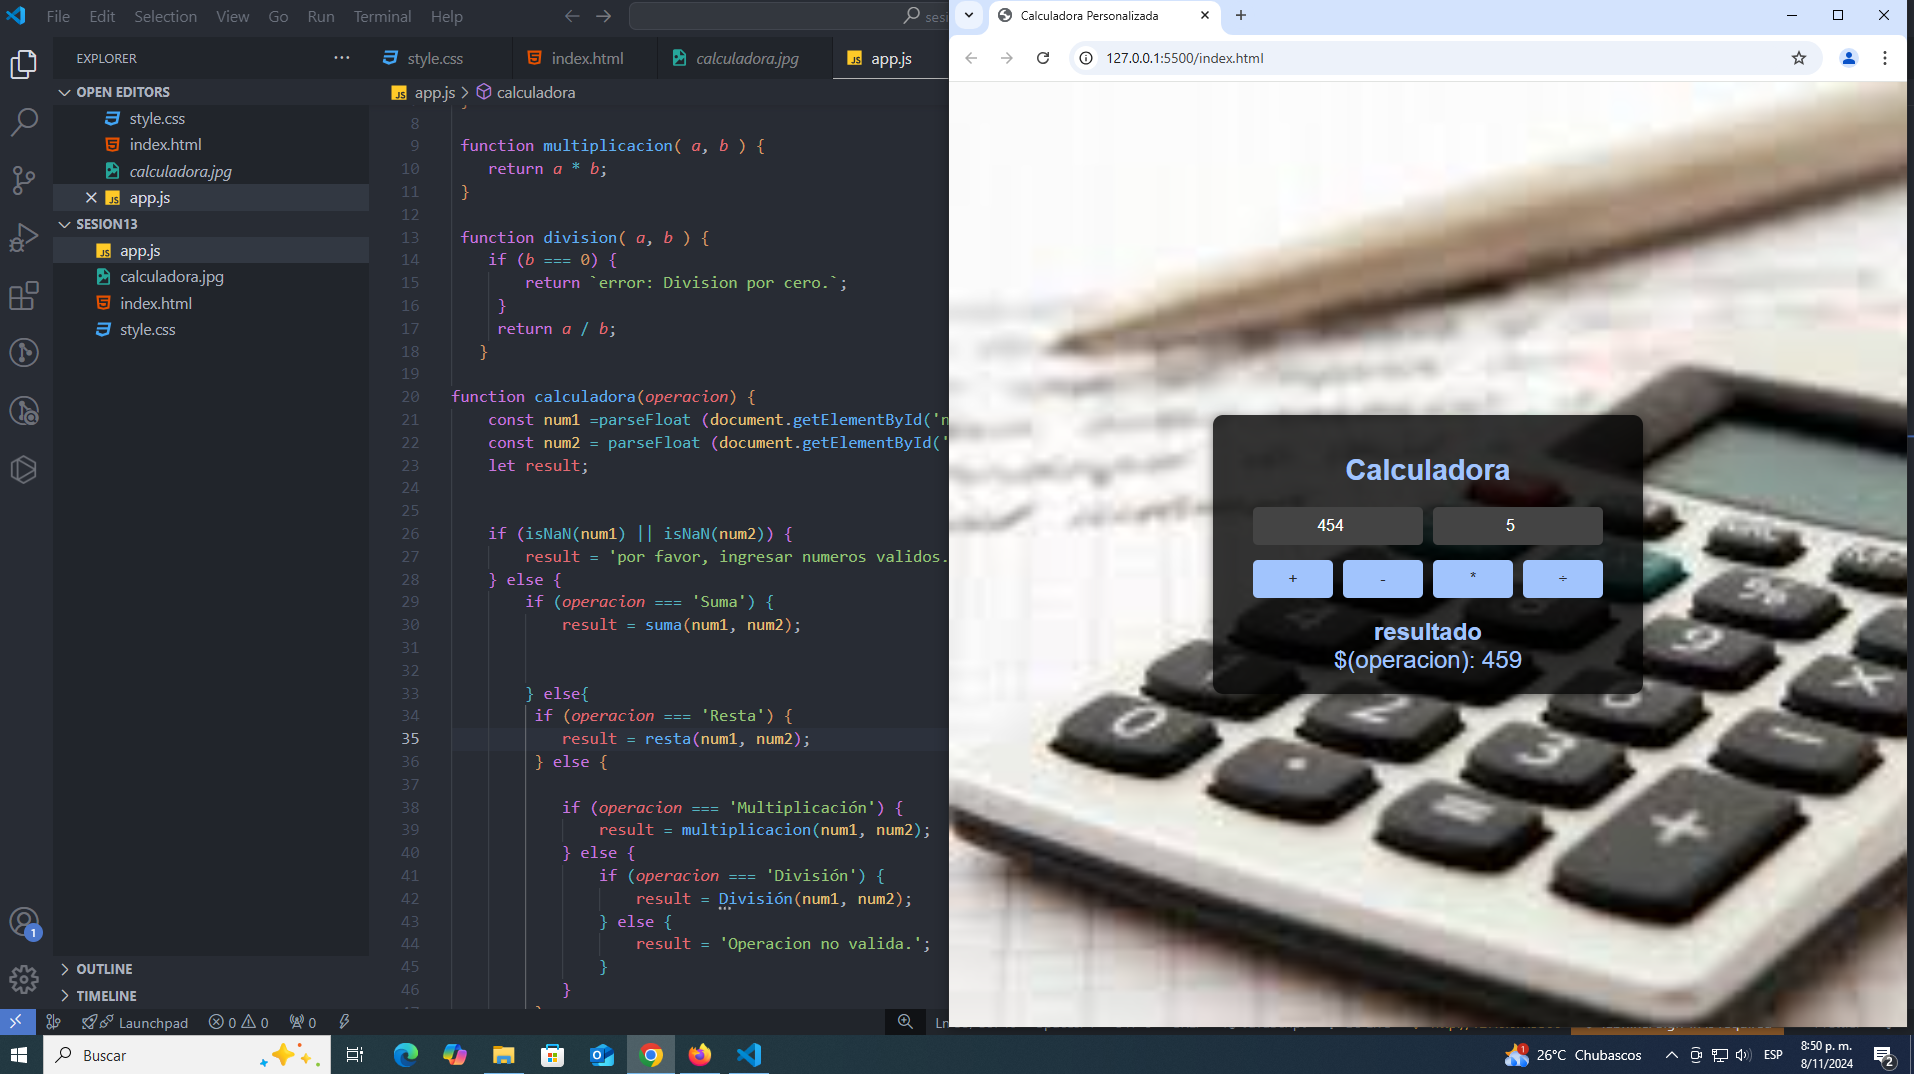 File Edit Selection View Go Run Terminal Help
sesi
Calculadora Personalizada
127.0.0.1:5500/index.html
EXPLORER
style.css index.html calculadora.jpg app.js
OPEN EDITORS
style.css
index.html
calculadora.jpg
app.js
SESION13
app.js
calculadora.jpg
index.html
style.css
OUTLINE
TIMELINE
app.js > calculadora
8
9 function multiplicacion( a, b ) {
10 return a * b;
11 }
12
13 function division( a, b ) {
14 if (b === 0) {
15 return `error: Division por cero.`;
16 }
17 return a / b;
18 }
19
20 function calculadora(operacion) {
21 const num1 =parseFloat (document.getElementById('n
22 const num2 = parseFloat (document.getElementById('
23 let result;
24
25
26 if (isNaN(num1) || isNaN(num2)) {
27 result = 'por favor, ingresar numeros validos.
28 } else {
29 if (operacion === 'Suma') {
30 result = suma(num1, num2);
31
32
33 } else{
34 if (operacion === 'Resta') {
35 result = resta(num1, num2);
36 } else {
37
38 if (operacion === 'Multiplicación') {
39 result = multiplicacion(num1, num2);
40 } else {
41 if (operacion === 'División') {
42 result = División(num1, num2);
43 } else {
44 result = 'Operacion no valida.';
45 }
46 }
Calculadora
454 5
+ - * ÷
resultado
$(operacion): 459
0 2 3 9 %
. = + - X
1
Launchpad 0 0 0
Buscar
26°C Chubascos
ESP
8:50 p. m.
8/11/2024
2